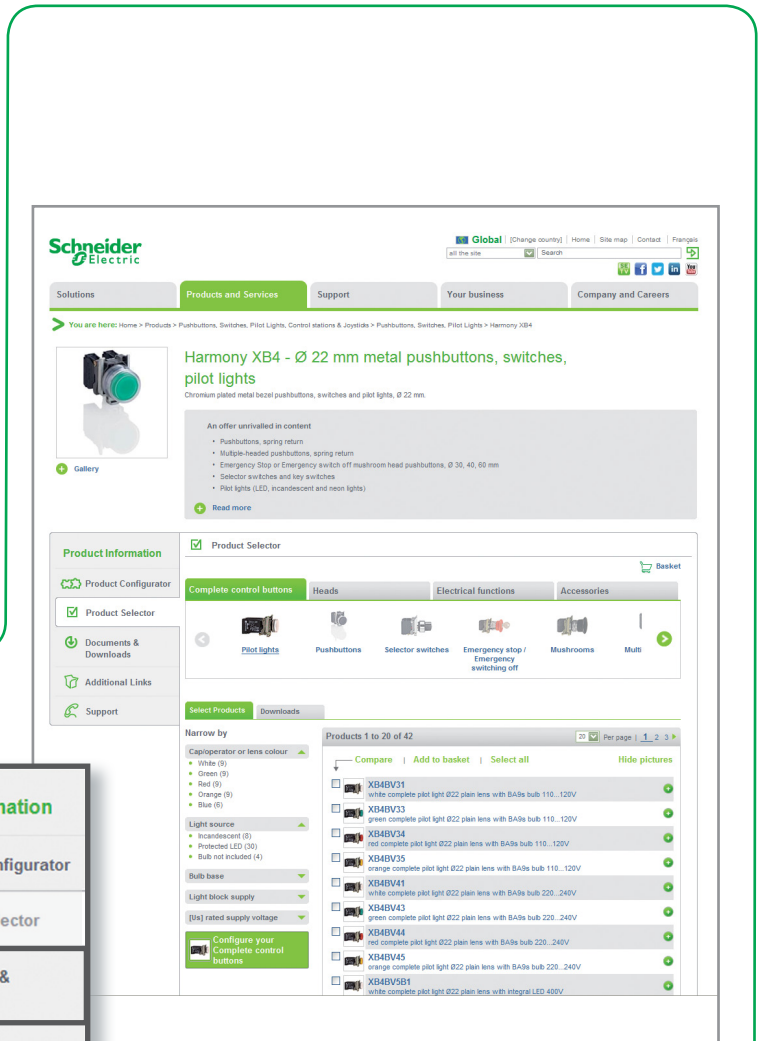 Schneider
Electric
Global | [Change country] | Home | Site map | Contact | Français
all the site Search
TV f in You
Solutions Products and Services Support Your business Company and Careers
You are here: Home > Products > Pushbuttons, Switches, Pilot Lights, Control stations & Joysticks > Pushbuttons, Switches, Pilot Lights > Harmony XB4
Harmony XB4 - Ø 22 mm metal pushbuttons, switches,
pilot lights
Chromium plated metal bezel pushbuttons, switches and pilot lights, Ø 22 mm.
An offer unrivalled in content
• Pushbuttons, spring return
• Multiple-headed pushbuttons, spring return
• Emergency Stop or Emergency switch off mushroom head pushbuttons, Ø 30, 40, 60 mm
• Selector switches and key switches
• Pilot lights (LED, incandescent and neon lights)
Gallery
Read more
Product Information
Product Configurator
Product Selector
Documents &
Downloads
Additional Links
Support
Product Selector
Basket
Complete control buttons Heads Electrical functions Accessories
Pilot lights Pushbuttons Selector switches Emergency stop / Emergency switching off Mushrooms Multi
Select Products Downloads
Narrow by
Cap/operator or lens colour
• White (9)
• Green (9)
• Red (9)
• Orange (9)
• Blue (6)
Light source
• Incandescent (8)
• Protected LED (30)
• Bulb not included (4)
Bulb base
Light block supply
[Us] rated supply voltage
Configure your
Complete control
buttons
Products 1 to 20 of 42 20 Per page | 1 2 3
Compare | Add to basket | Select all Hide pictures
XB4BV31
white complete pilot light Ø22 plain lens with BA9s bulb 110...120V
XB4BV33
green complete pilot light Ø22 plain lens with BA9s bulb 110...120V
XB4BV34
red complete pilot light Ø22 plain lens with BA9s bulb 110...120V
XB4BV35
orange complete pilot light Ø22 plain lens with BA9s bulb 110...120V
XB4BV41
white complete pilot light Ø22 plain lens with BA9s bulb 220...240V
XB4BV43
green complete pilot light Ø22 plain lens with BA9s bulb 220...240V
XB4BV44
red complete pilot light Ø22 plain lens with BA9s bulb 220...240V
XB4BV45
orange complete pilot light Ø22 plain lens with BA9s bulb 220...240V
XB4BV5B1
white complete pilot light Ø22 plain lens with integral LED 400V
nation
nfigurator
ector
&